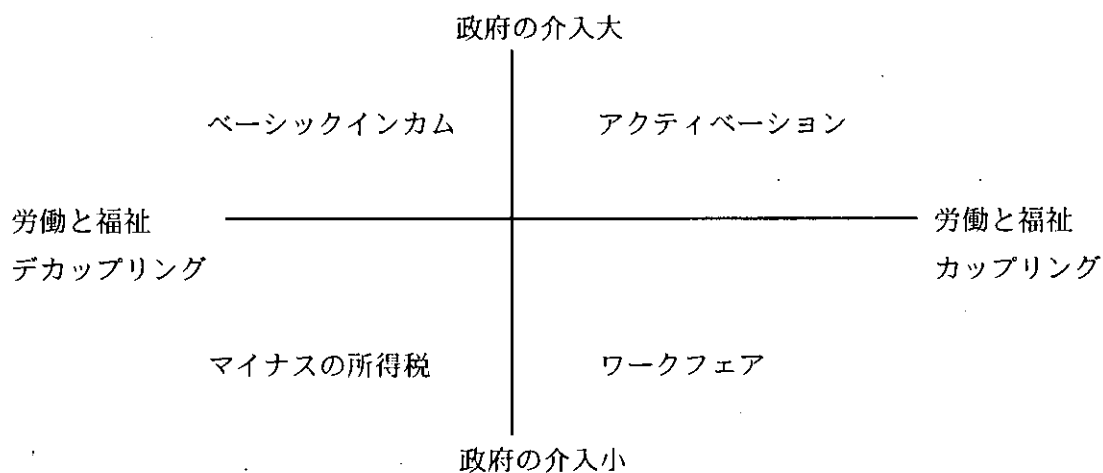 政府の介入大
ベーシックインカム
アクティベーション
労働と福祉
デカップリング
労働と福祉
カップリング
マイナスの所得税
ワークフェア
政府の介入小